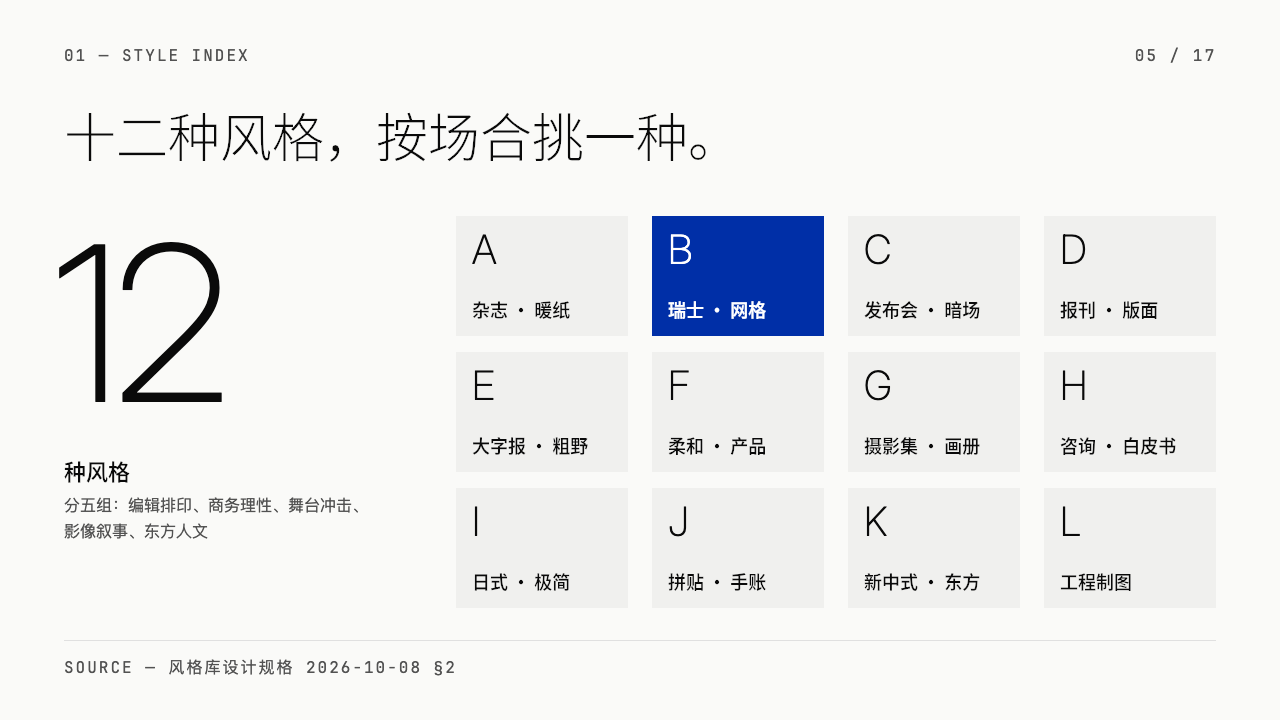 01 — STYLE INDEX
05 / 17
十二种风格，按场合挑一种。
12
种风格
分五组：编辑排印、商务理性、舞台冲击、
影像叙事、东方人文
A
杂志 · 暖纸
B
瑞士 · 网格
C
发布会 · 暗场
D
报刊 · 版面
E
大字报 · 粗野
F
柔和 · 产品
G
摄影集 · 画册
H
咨询 · 白皮书
I
日式 · 极简
J
拼贴 · 手账
K
新中式 · 东方
L
工程制图
SOURCE — 风格库设计规格 2026-10-08 §2